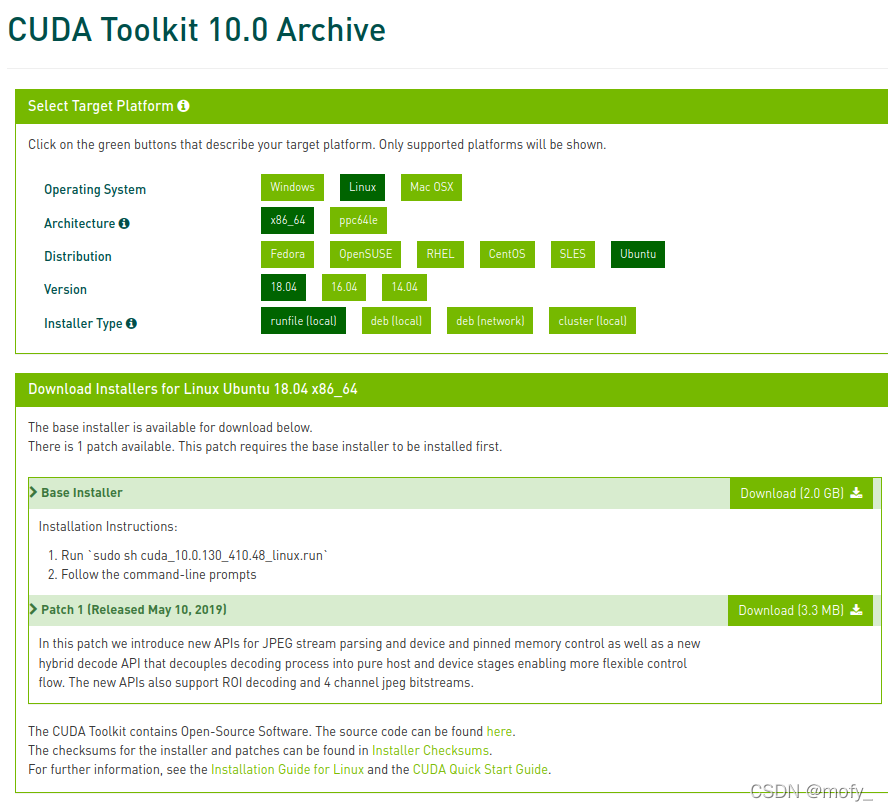 CUDA Toolkit 10.0 Archive
Select Target Platform
Click on the green buttons that describe your target platform. Only supported platforms will be shown.
Operating System Windows Linux Mac OSX
Architecture x86_64 ppc64le
Distribution Fedora OpenSUSE RHEL CentOS SLES Ubuntu
Version 18.04 16.04 14.04
Installer Type runfile (local) deb (local) deb (network) cluster (local)
Download Installers for Linux Ubuntu 18.04 x86_64
The base installer is available for download below.
There is 1 patch available. This patch requires the base installer to be installed first.
Base Installer Download (2.0 GB)
Installation Instructions:
1. Run `sudo sh cuda_10.0.130_410.48_linux.run`
2. Follow the command-line prompts
Patch 1 (Released May 10, 2019) Download (3.3 MB)
In this patch we introduce new APIs for JPEG stream parsing and device and pinned memory control as well as a new
hybrid decode API that decouples decoding process into pure host and device stages enabling more flexible control
flow. The new APIs also support ROI decoding and 4 channel jpeg bitstreams.
The CUDA Toolkit contains Open-Source Software. The source code can be found here.
The checksums for the installer and patches can be found in Installer Checksums.
For further information, see the Installation Guide for Linux and the CUDA Quick Start Guide.
CSDN @mofy_